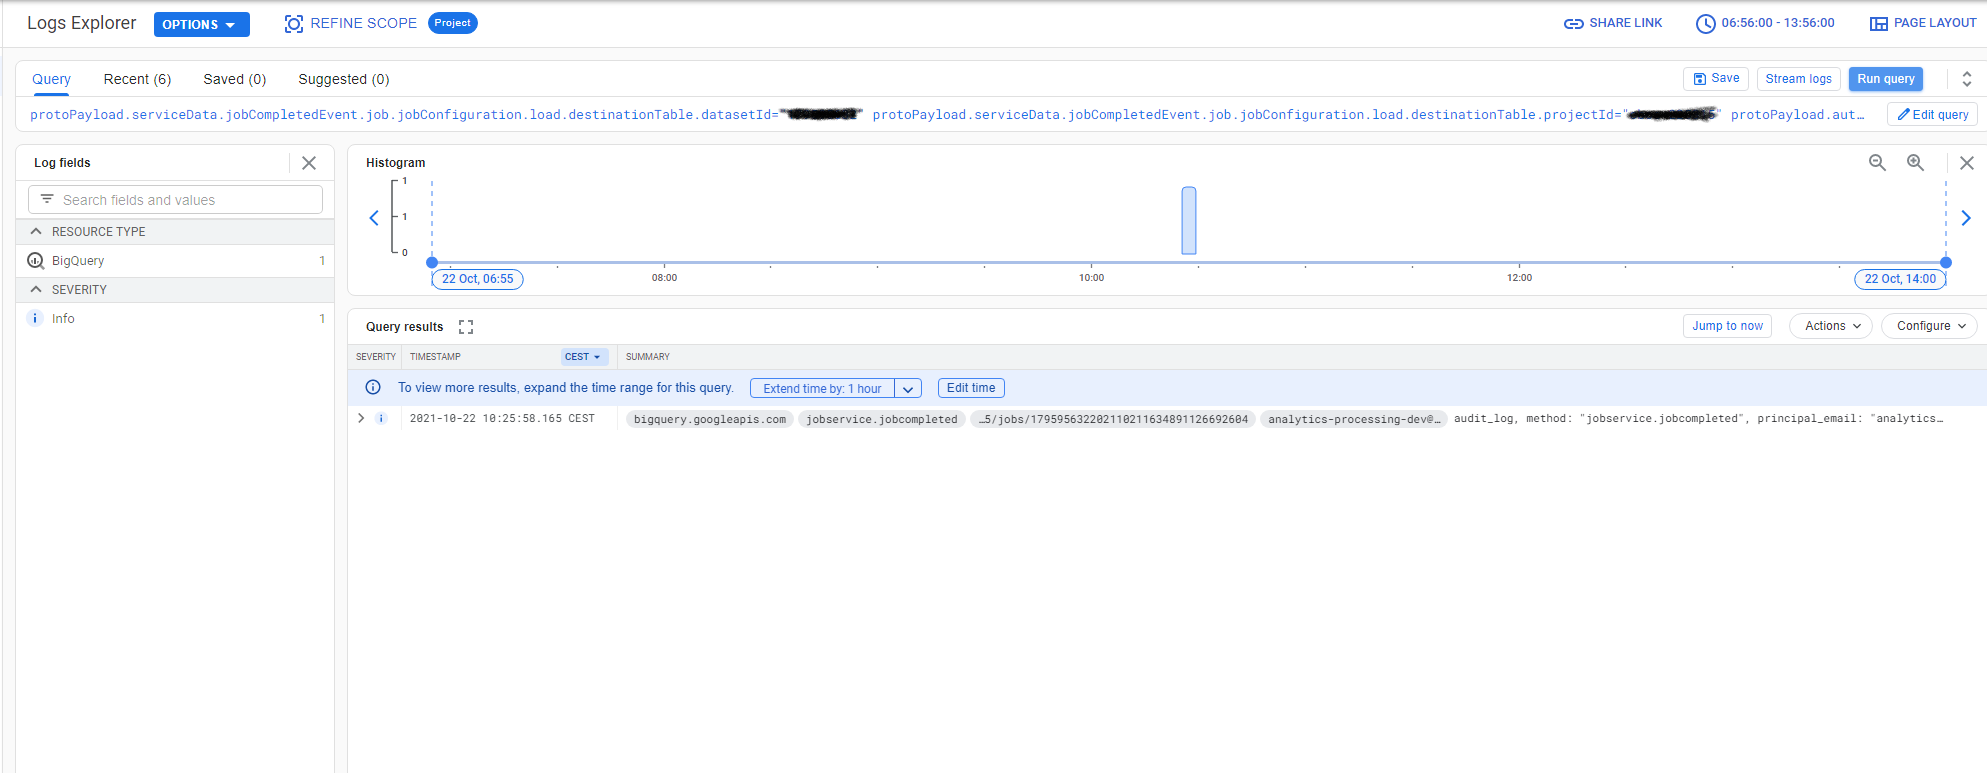 Logs Explorer OPTIONS REFINE SCOPE Project SHARE LINK 06:56:00 - 13:56:00 PAGE LAYOUT
Query Recent (6) Saved (0) Suggested (0) Save Stream logs Run query
protoPayload.serviceData.jobCompletedEvent.job.jobConfiguration.load.destinationTable.datasetId=" protoPayload.serviceData.jobCompletedEvent.job.jobConfiguration.load.destinationTable.projectId=" " protoPayload.aut… Edit query
Log fields
Search fields and values
RESOURCE TYPE
BigQuery 1
SEVERITY
Info 1
Histogram
1
1
0
08:00 10:00 12:00
22 Oct, 06:55 22 Oct, 14:00
Query results Jump to now Actions Configure
SEVERITY TIMESTAMP CEST SUMMARY
To view more results, expand the time range for this query. Extend time by: 1 hour Edit time
2021-10-22 10:25:58.165 CEST bigquery.googleapis.com jobservice.jobcompleted …5/jobs/17959563220211021163489112669260​4 analytics-processing-dev@… audit_log, method: "jobservice.jobcompleted", principal_email: "analytics…